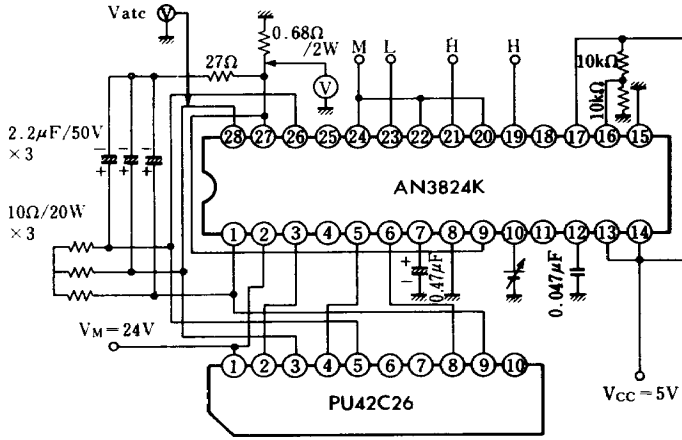 Vatc
V
0.68Ω
/2W
M
L
H
H
27Ω
V
10kΩ
10kΩ
2.2μF/50V
×3
28
27
26
25
24
23
22
21
20
19
18
17
16
15
AN3824K
10Ω/20W
×3
1
2
3
4
5
6
7
8
9
10
11
12
13
14
0.47μF
0.047μF
VM=24V
1
2
3
4
5
6
7
8
9
10
PU42C26
VCC=5V